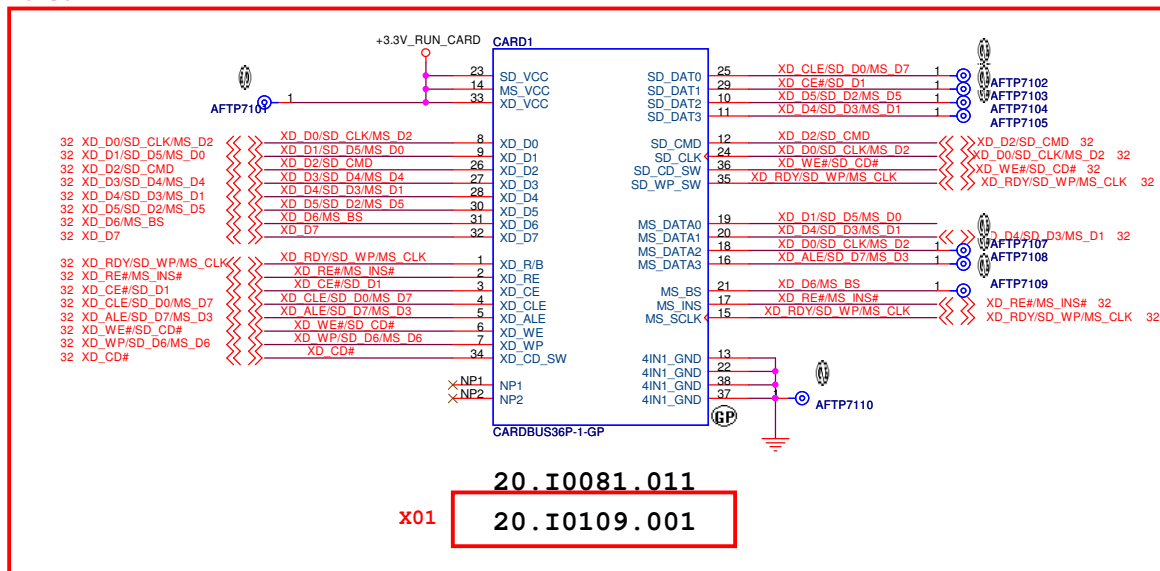 +3.3V_RUN_CARD
CARD1
AFTP7101 1
23 SD_VCC
14 MS_VCC
33 XD_VCC
32 XD_D0/SD_CLK/MS_D2 XD_D0/SD_CLK/MS_D2 8 XD_D0
32 XD_D1/SD_D5/MS_D0 XD_D1/SD_D5/MS_D0 9 XD_D1
32 XD_D2/SD_CMD XD_D2/SD_CMD 26 XD_D2
32 XD_D3/SD_D4/MS_D4 XD_D3/SD_D4/MS_D4 27 XD_D3
32 XD_D4/SD_D3/MS_D1 XD_D4/SD_D3/MS_D1 28 XD_D4
32 XD_D5/SD_D2/MS_D5 XD_D5/SD_D2/MS_D5 30 XD_D5
32 XD_D6/MS_BS XD_D6/MS_BS 31 XD_D6
32 XD_D7 XD_D7 32 XD_D7
32 XD_RDY/SD_WP/MS_CLK XD_RDY/SD_WP/MS_CLK 1 XD_R/B
32 XD_RE#/MS_INS# XD_RE#/MS_INS# 2 XD_RE
32 XD_CE#/SD_D1 XD_CE#/SD_D1 3 XD_CE
32 XD_CLE/SD_D0/MS_D7 XD_CLE/SD_D0/MS_D7 4 XD_CLE
32 XD_ALE/SD_D7/MS_D3 XD_ALE/SD_D7/MS_D3 5 XD_ALE
32 XD_WE#/SD_CD# XD_WE#/SD_CD# 6 XD_WE
32 XD_WP/SD_D6/MS_D6 XD_WP/SD_D6/MS_D6 7 XD_WP
32 XD_CD# XD_CD# 34 XD_CD_SW
NP1 NP1
NP2 NP2
SD_DAT0 25 XD_CLE/SD_D0/MS_D7 1 AFTP7102
SD_DAT1 29 XD_CE#/SD_D1 1 AFTP7103
SD_DAT2 10 XD_D5/SD_D2/MS_D5 1 AFTP7104
SD_DAT3 11 XD_D4/SD_D3/MS_D1 1 AFTP7105
SD_CMD 12 XD_D2/SD_CMD XD_D2/SD_CMD 32
SD_CLK 24 XD_D0/SD_CLK/MS_D2 XD_D0/SD_CLK/MS_D2 32
SD_CD_SW 36 XD_WE#/SD_CD# XD_WE#/SD_CD# 32
SD_WP_SW 35 XD_RDY/SD_WP/MS_CLK XD_RDY/SD_WP/MS_CLK 32
MS_DATA0 19 XD_D1/SD_D5/MS_D0
MS_DATA1 20 XD_D4/SD_D3/MS_D1 XD_D4/SD_D3/MS_D1 32
MS_DATA2 18 XD_D0/SD_CLK/MS_D2 1 AFTP7107
MS_DATA3 16 XD_ALE/SD_D7/MS_D3 1 AFTP7108
MS_BS 21 XD_D6/MS_BS 1 AFTP7109
MS_INS 17 XD_RE#/MS_INS# XD_RE#/MS_INS# 32
MS_SCLK 15 XD_RDY/SD_WP/MS_CLK XD_RDY/SD_WP/MS_CLK 32
4IN1_GND 13
4IN1_GND 22
4IN1_GND 38
4IN1_GND 37 1 AFTP7110
GP
CARDBUS36P-1-GP
20.I0081.011
X01 20.I0109.001